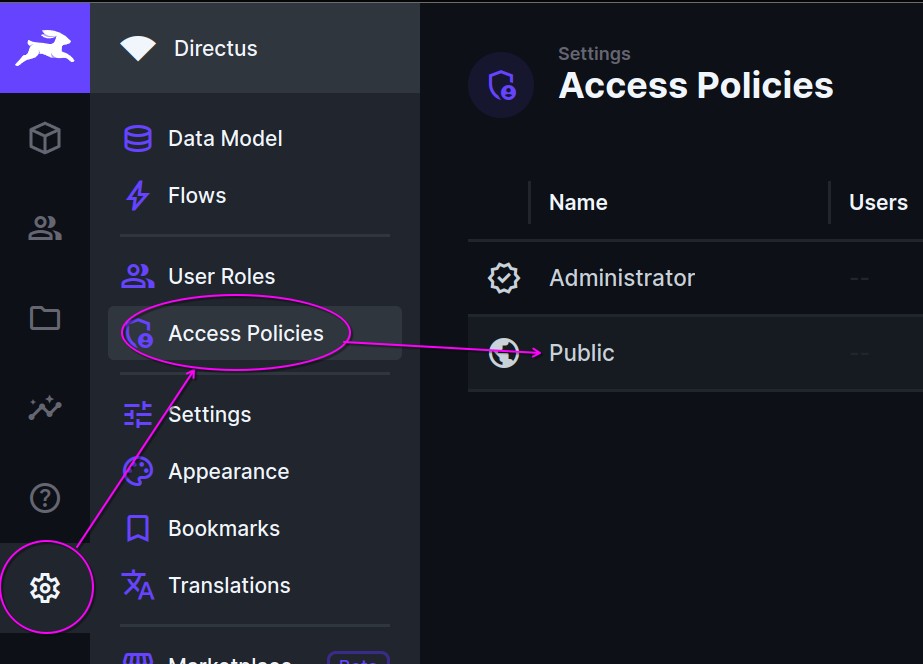 Directus
Data Model
Flows
User Roles
Access Policies
Settings
Appearance
Bookmarks
Translations
Marketplace Beta
Settings
Access Policies
Name Users
Administrator --
Public --